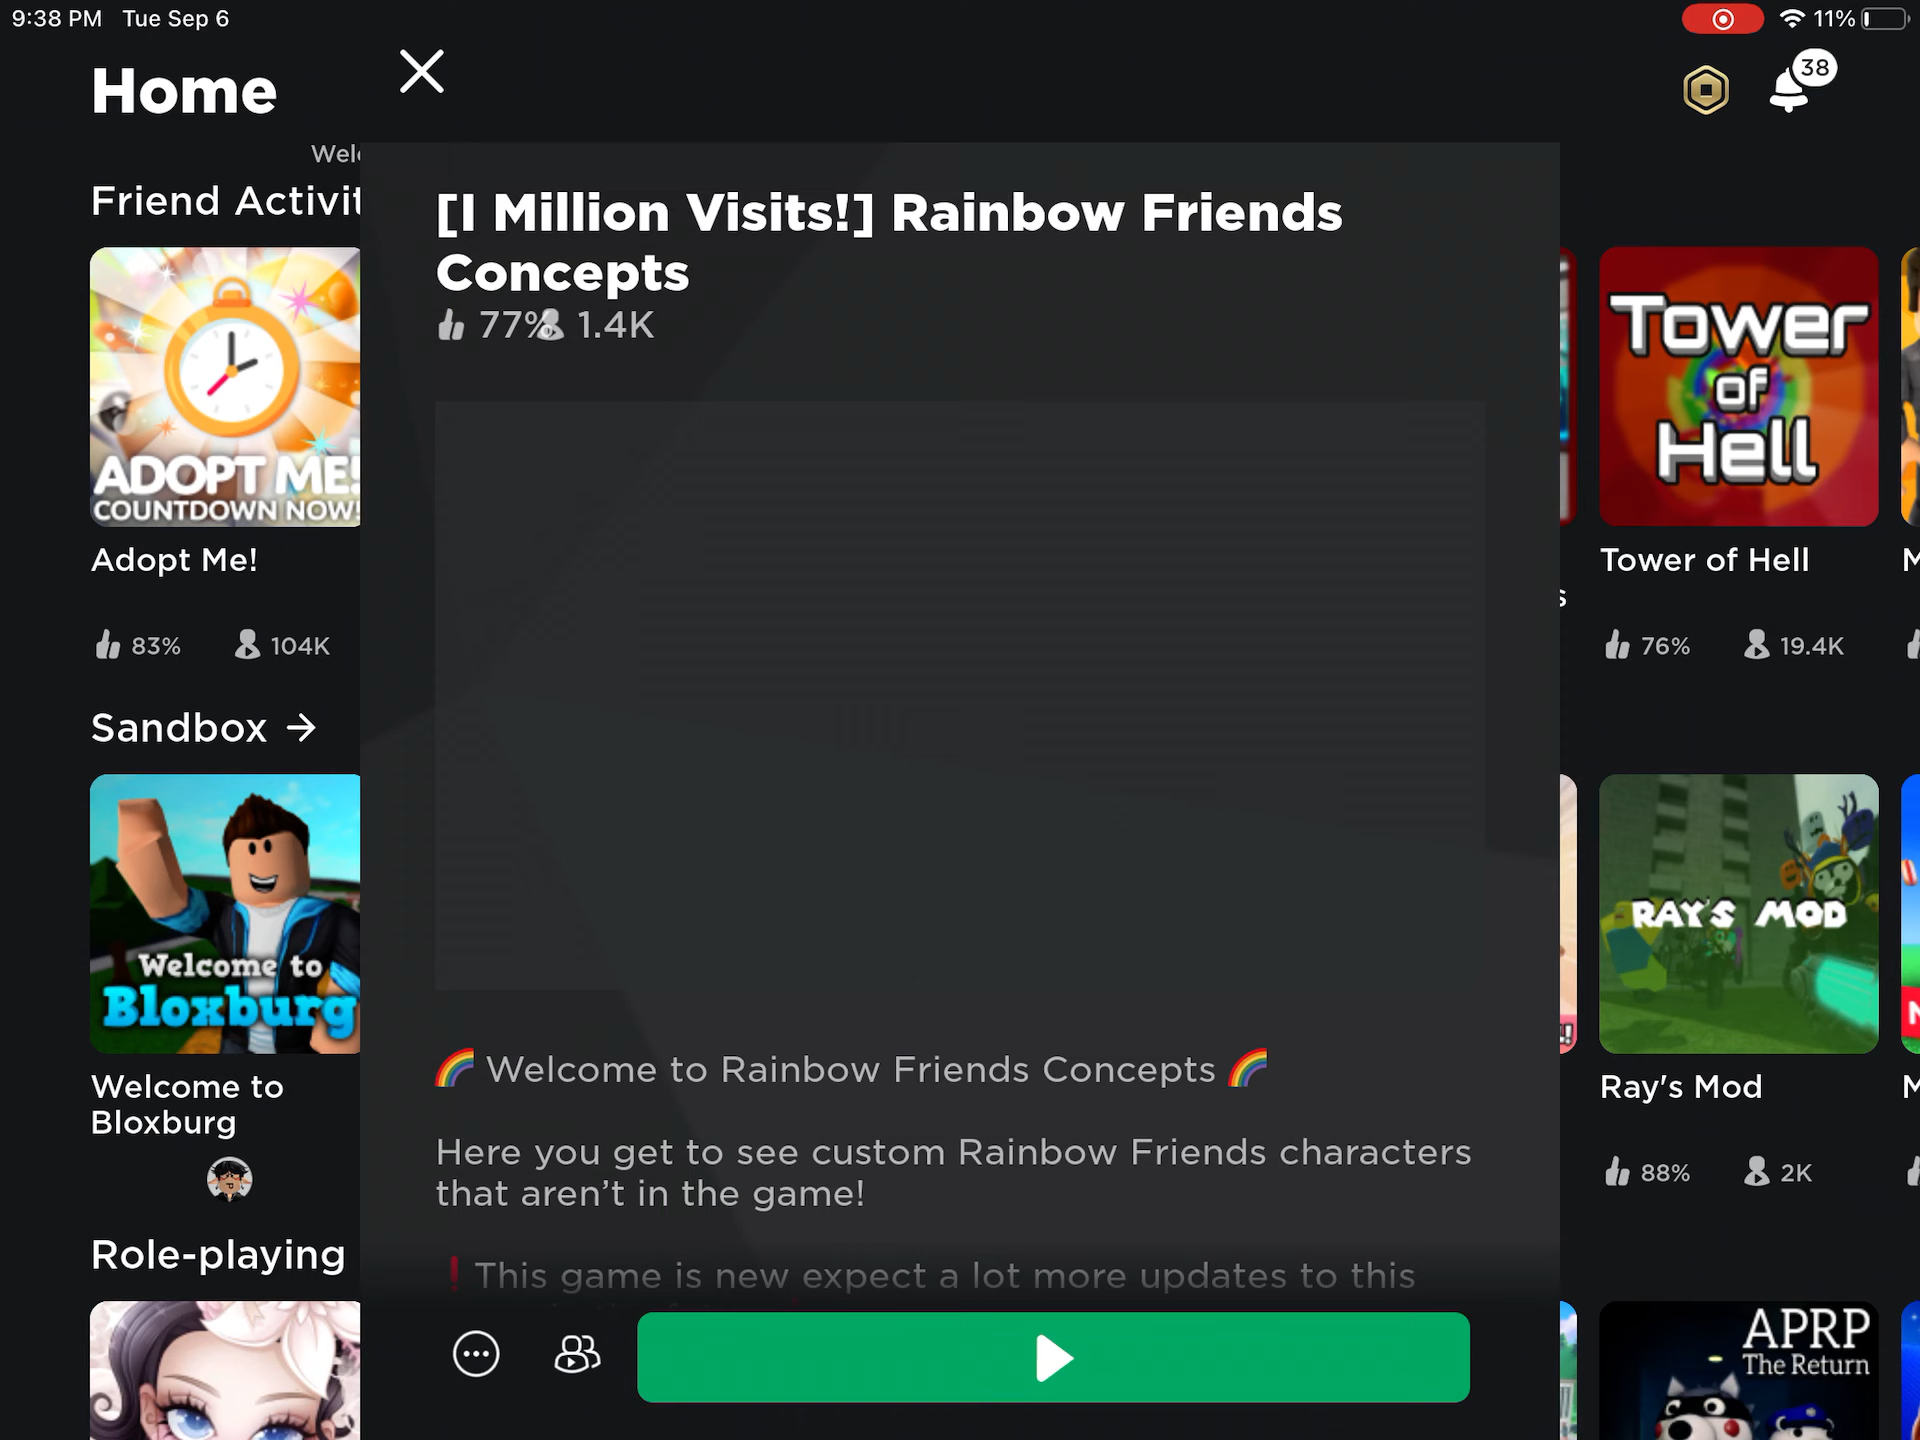 9:38 PM Tue Sep 6
11%
Home
38
Friend Activit
ADOPT ME!
COUNTDOWN NOW!
Adopt Me!
83% 104K
Sandbox →
Welcome to
Bloxburg
Welcome to
Bloxburg
Role-playing
[1 Million Visits!] Rainbow Friends
Concepts
77% 1.4K
🌈 Welcome to Rainbow Friends Concepts 🌈
Here you get to see custom Rainbow Friends characters
that aren't in the game!
❗This game is new expect a lot more updates to this
Tower
of
Hell
Tower of Hell
76% 19.4K
RAY'S MOD
Ray's Mod
88% 2K
APRP
The Return